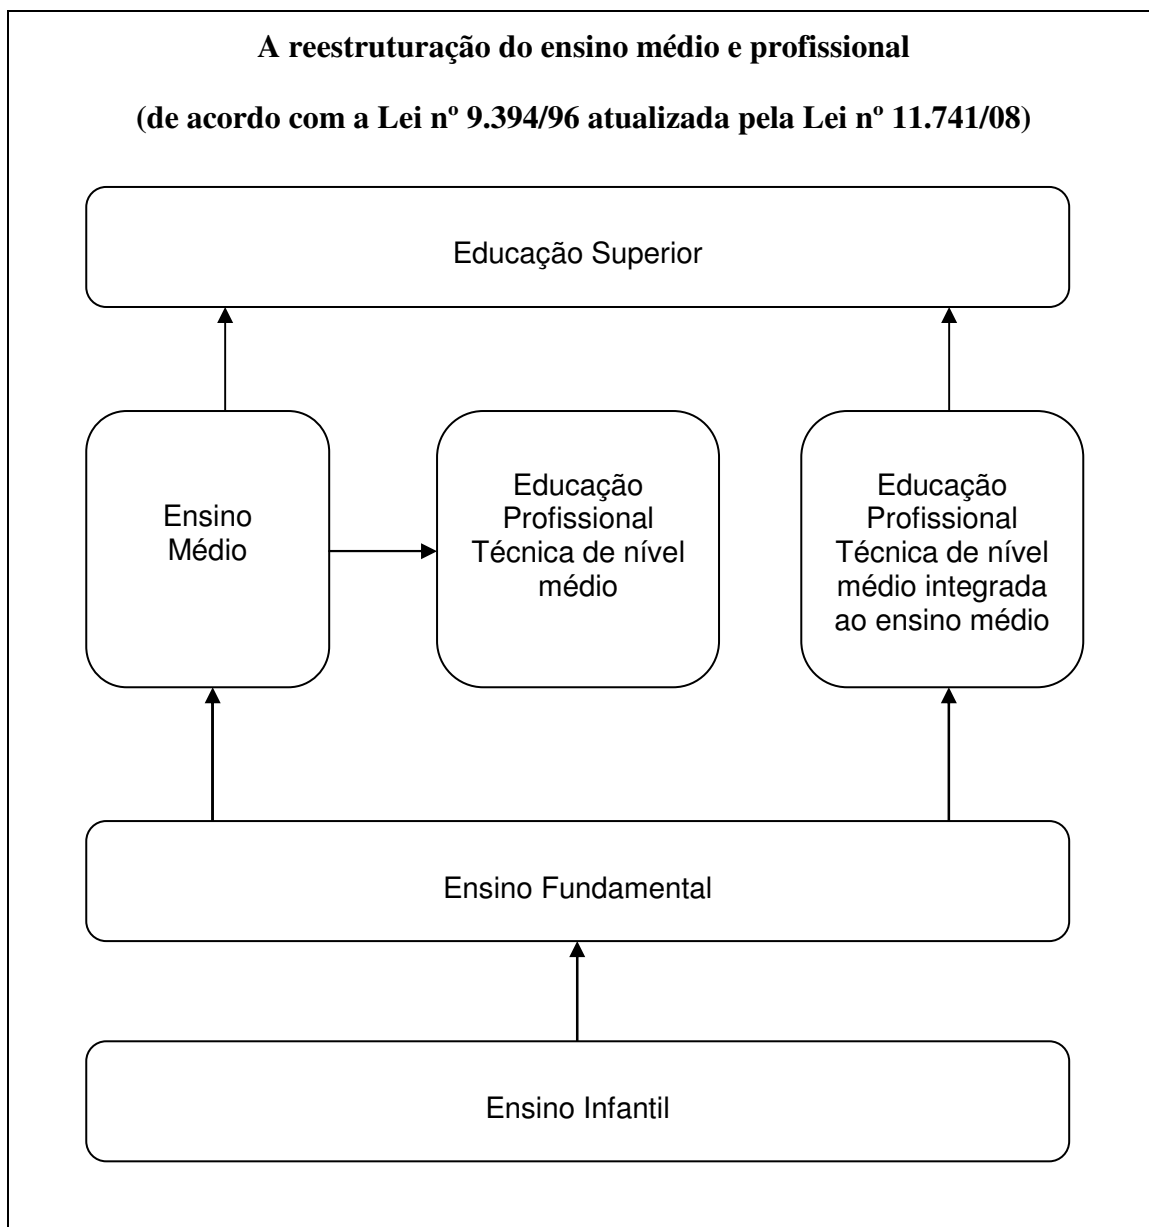 A reestruturação do ensino médio e profissional
(de acordo com a Lei nº 9.394/96 atualizada pela Lei nº 11.741/08)
Educação Superior
Ensino
Médio
Educação
Profissional
Técnica de nível
médio
Educação
Profissional
Técnica de nível
médio integrada
ao ensino médio
Ensino Fundamental
Ensino Infantil